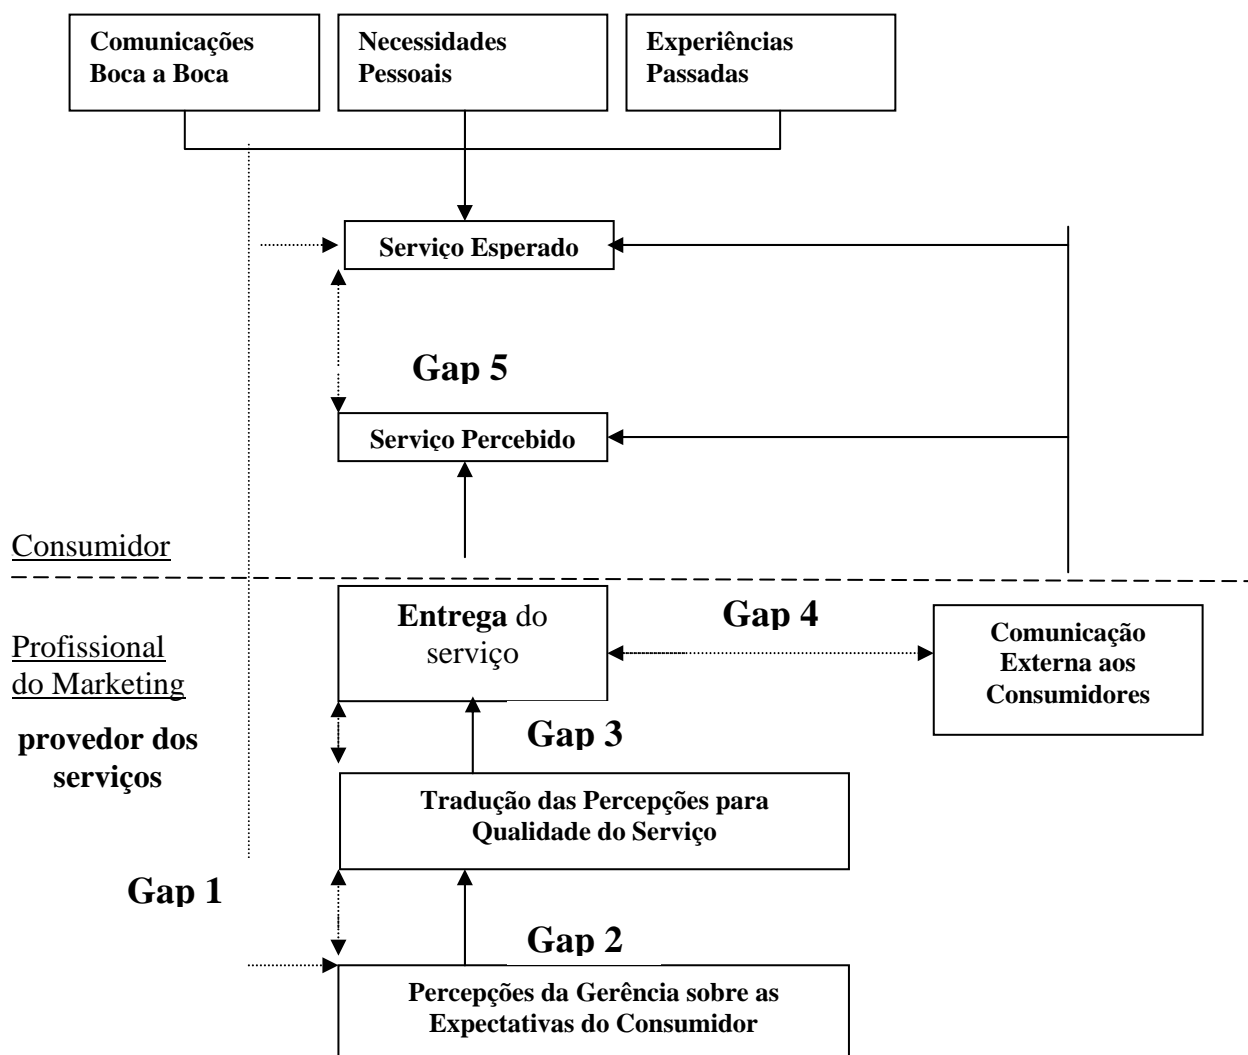 Comunicações
Boca a Boca
Necessidades
Pessoais
Experiências
Passadas
Serviço Esperado
Gap 5
Serviço Percebido
Consumidor
Entrega do
serviço
Gap 4
Comunicação
Externa aos
Consumidores
Profissional
do Marketing
provedor dos
serviços
Gap 3
Tradução das Percepções para
Qualidade do Serviço
Gap 1
Gap 2
Percepções da Gerência sobre as
Expectativas do Consumidor